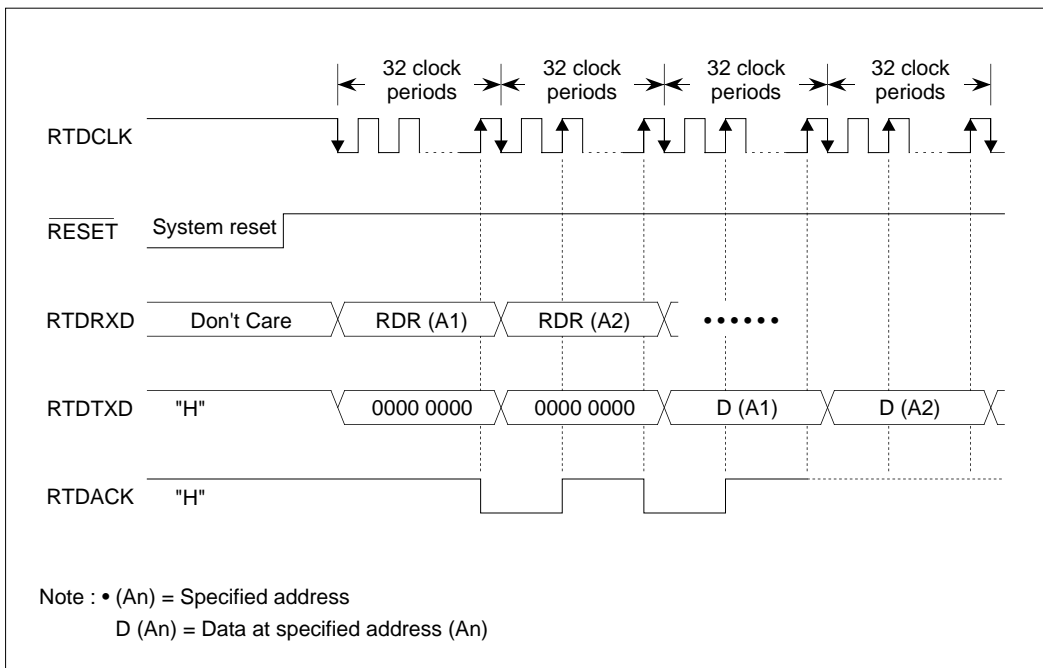 32 clock periods
32 clock periods
32 clock periods
32 clock periods
RTDCLK
RESET
System reset
RTDRXD
Don't Care
RDR (A1)
RDR (A2)
••••••
RTDTXD
"H"
0000 0000
0000 0000
D (A1)
D (A2)
RTDACK
"H"
Note : • (An) = Specified address
D (An) = Data at specified address (An)